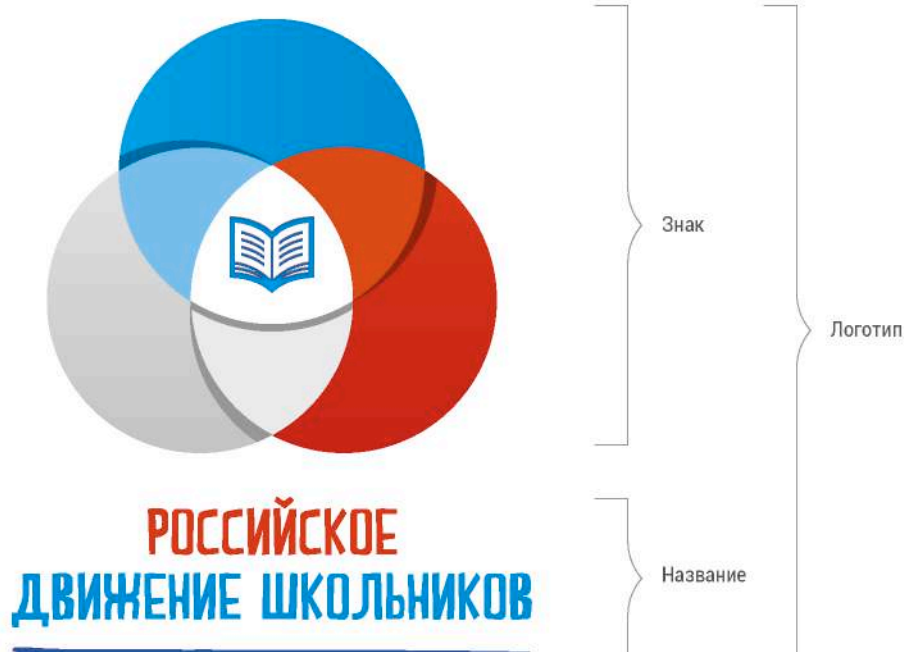 Знак
Логотип
РОССИЙСКОЕ
ДВИЖЕНИЕ ШКОЛЬНИКОВ
Название